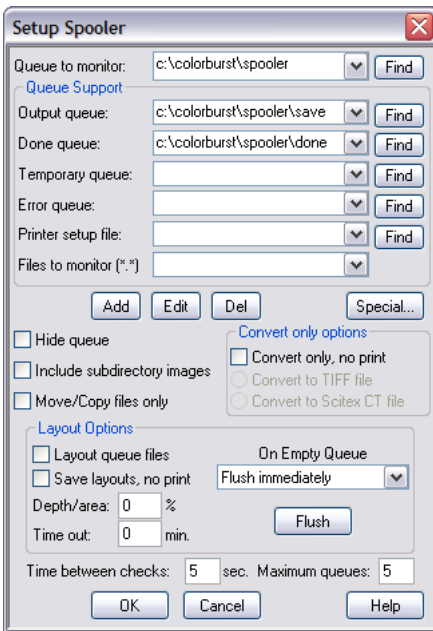 Setup Spooler
Queue to monitor: c:\colorburst\spooler Find
Queue Support
Output queue: c:\colorburst\spooler\save Find
Done queue: c:\colorburst\spooler\done Find
Temporary queue: Find
Error queue: Find
Printer setup file: Find
Files to monitor (*.*)
Add Edit Del Special...
Hide queue
Include subdirectory images
Move/Copy files only
Convert only options
Convert only, no print
Convert to TIFF file
Convert to Scitex CT file
Layout Options
Layout queue files
Save layouts, no print
Depth/area: 0 %
Time out: 0 min.
On Empty Queue
Flush immediately
Flush
Time between checks: 5 sec. Maximum queues: 5
OK Cancel Help